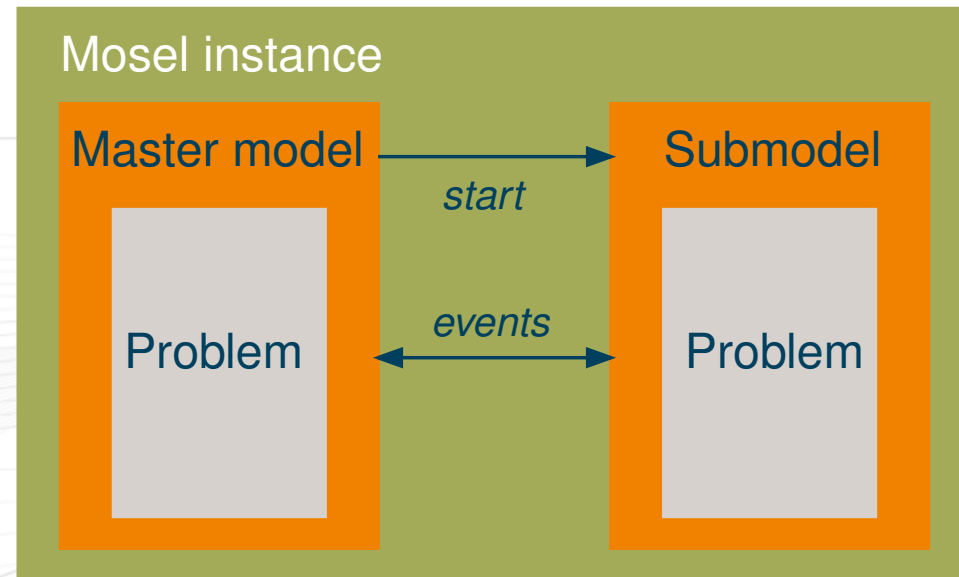 Mosel instance
Master model
start
Submodel
events
Problem
Problem